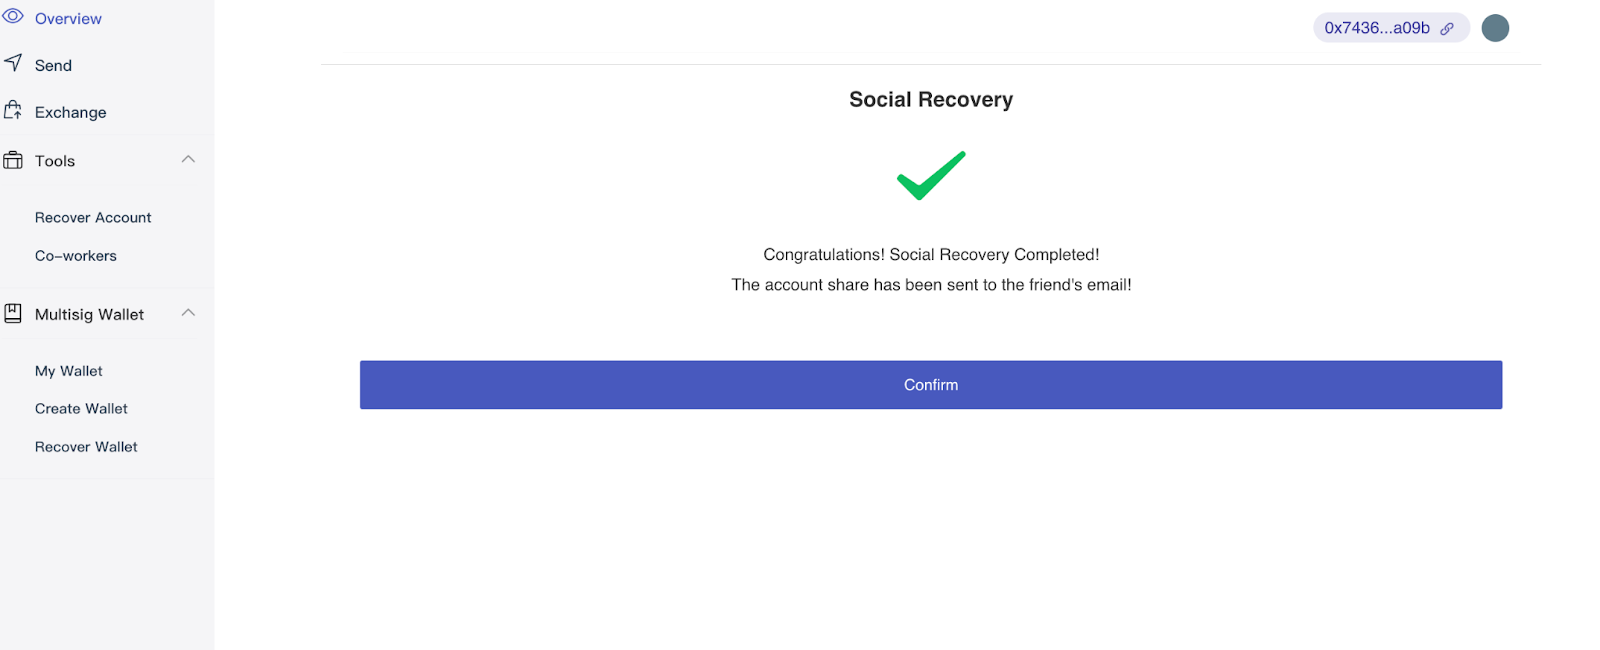 Overview
Send
Exchange
Tools
Recover Account
Co-workers
Multisig Wallet
My Wallet
Create Wallet
Recover Wallet
0x7436...a09b
Social Recovery
Congratulations! Social Recovery Completed!
The account share has been sent to the friend's email!
Confirm